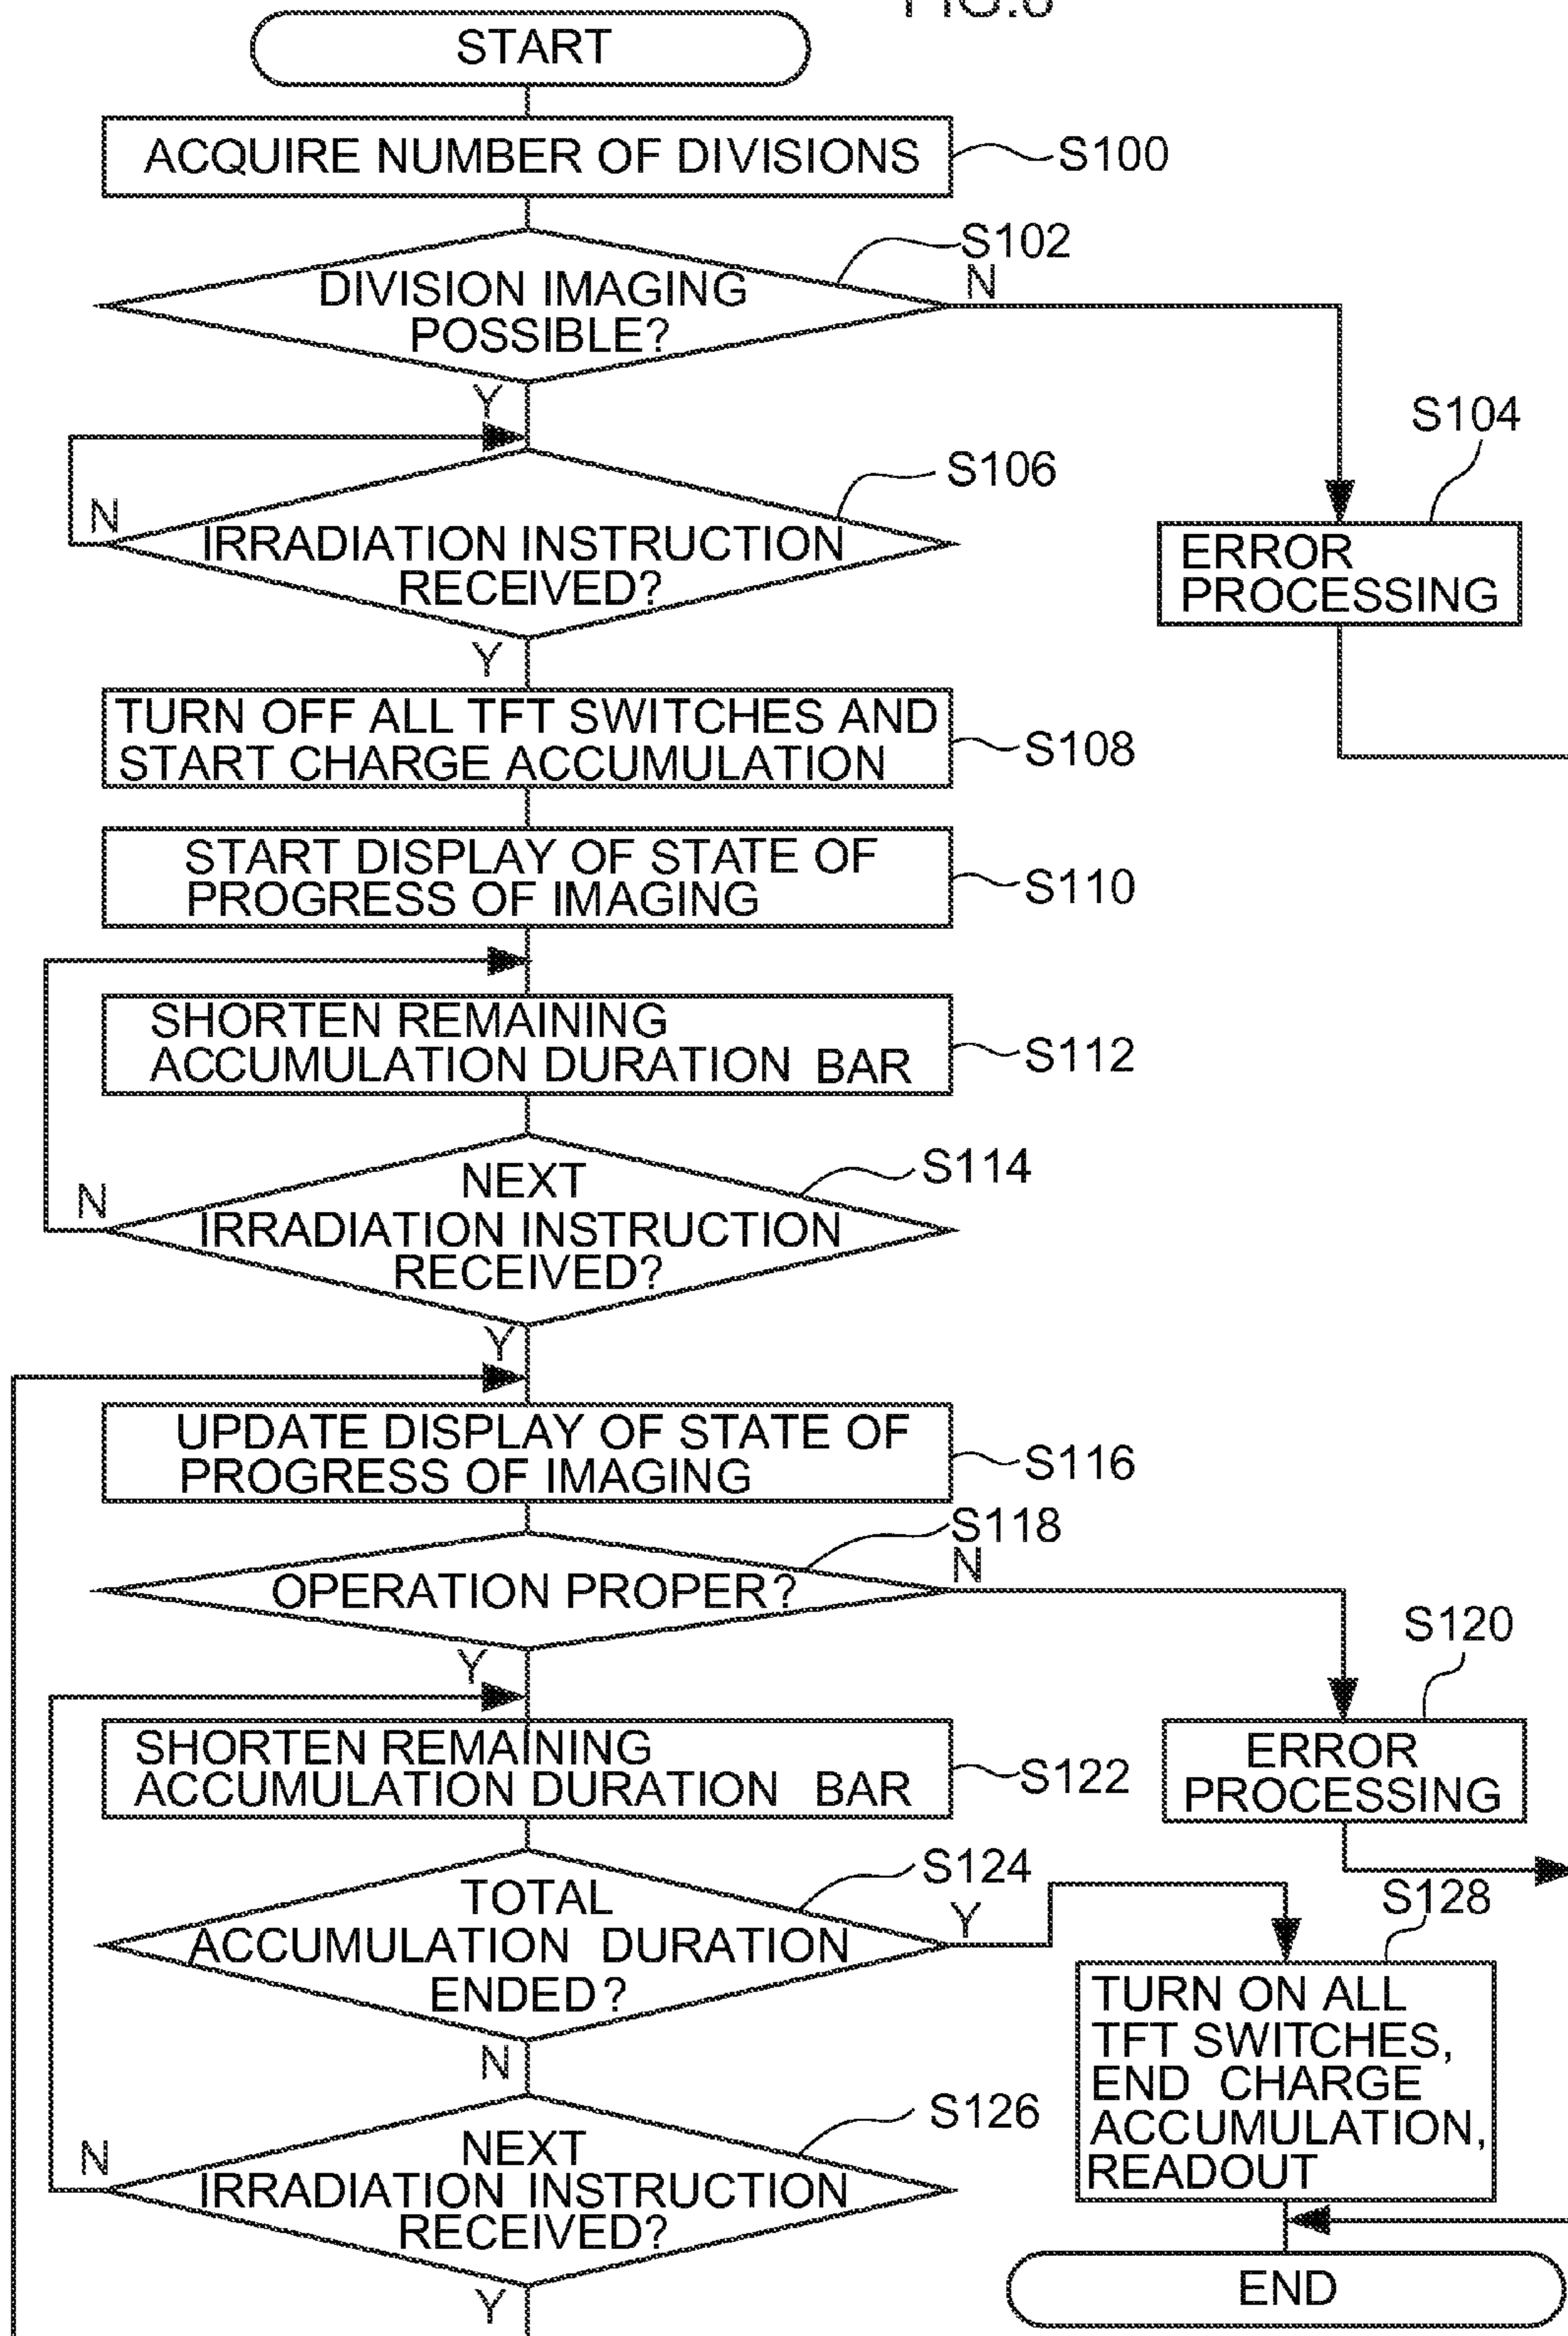 FIG.8
START
ACQUIRE NUMBER OF DIVISIONS
S100
S102
DIVISION IMAGING
POSSIBLE?
N
Y
S104
S106
N
IRRADIATION INSTRUCTION
RECEIVED?
ERROR
PROCESSING
Y
TURN OFF ALL TFT SWITCHES AND
START CHARGE ACCUMULATION
S108
START DISPLAY OF STATE OF
PROGRESS OF IMAGING
S110
SHORTEN REMAINING
ACCUMULATION DURATION BAR
S112
S114
N
NEXT
IRRADIATION INSTRUCTION
RECEIVED?
Y
UPDATE DISPLAY OF STATE OF
PROGRESS OF IMAGING
S116
S118
N
OPERATION PROPER?
Y
S120
SHORTEN REMAINING
ACCUMULATION DURATION BAR
S122
ERROR
PROCESSING
S124
TOTAL
ACCUMULATION DURATION
ENDED?
Y
S128
N
TURN ON ALL
TFT SWITCHES,
END CHARGE
ACCUMULATION,
READOUT
S126
N
NEXT
IRRADIATION INSTRUCTION
RECEIVED?
Y
END